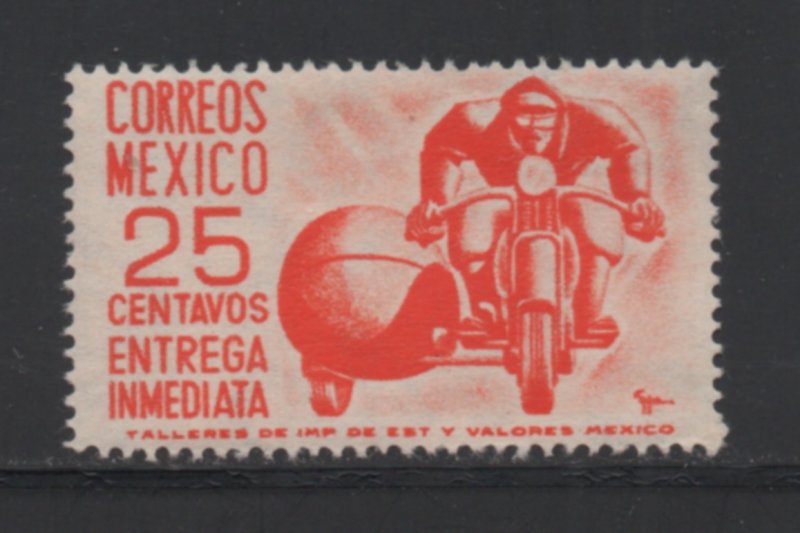 CORREOS
MEXICO
25
CENTAVOS
ENTREGA
INMEDIATA
TALLERES DE IMP DE EST Y VALORES MEXICO